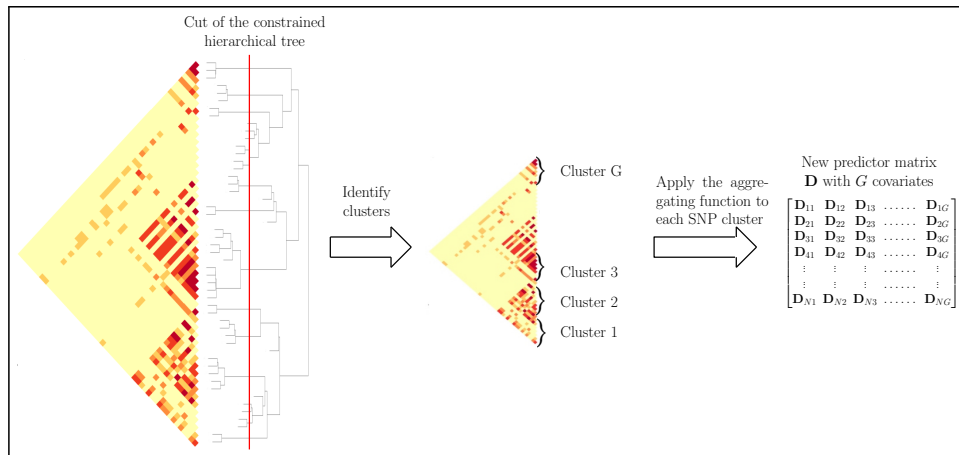 Cut of the constrained
hierarchical tree
Identify
clusters
Cluster G
Cluster 3
Cluster 2
Cluster 1
Apply the aggre-
gating function to
each SNP cluster
New predictor matrix
D with G covariates
D11 D12 D13 ...... D1G
D21 D22 D23 ...... D2G
D31 D32 D33 ...... D3G
D41 D42 D43 ...... D4G
⋮ ⋮ ⋮ ...... ⋮
⋮ ⋮ ⋮ ...... ⋮
DN1 DN2 DN3 ...... DNG